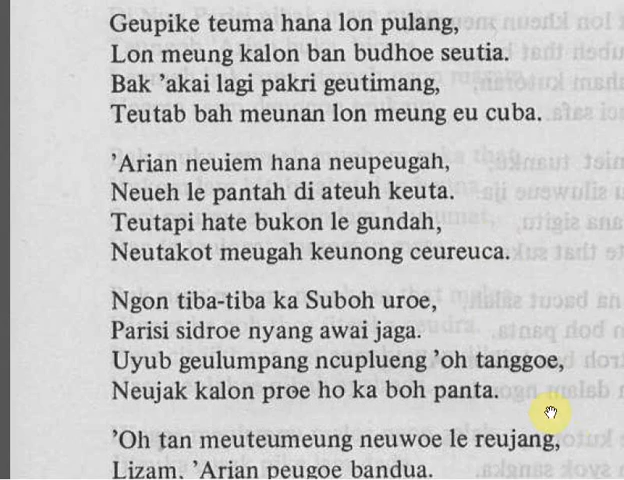 Geupike teuma hana lon pulang,
Lon meung kalon ban budhoe seutia.
Bak ’akai lagi pakri geutimang,
Teutab bah meunan lon meung eu cuba.
’Arian neuiem hana neupeugah,
Neueh le pantah di ateuh keuta.
Teutapi hate bukon le gundah,
Neutakot meugah keunong ceureuca.
Ngon tiba-tiba ka Suboh uroe,
Parisi sidroe nyang awai jaga.
Uyub geulumpang ncuplueng ’oh tanggoe,
Neujak kalon proe ho ka boh panta.
’Oh tan meuteumeung neuwoe le reujang,
Lizam, ’Arian peugoe bandua.